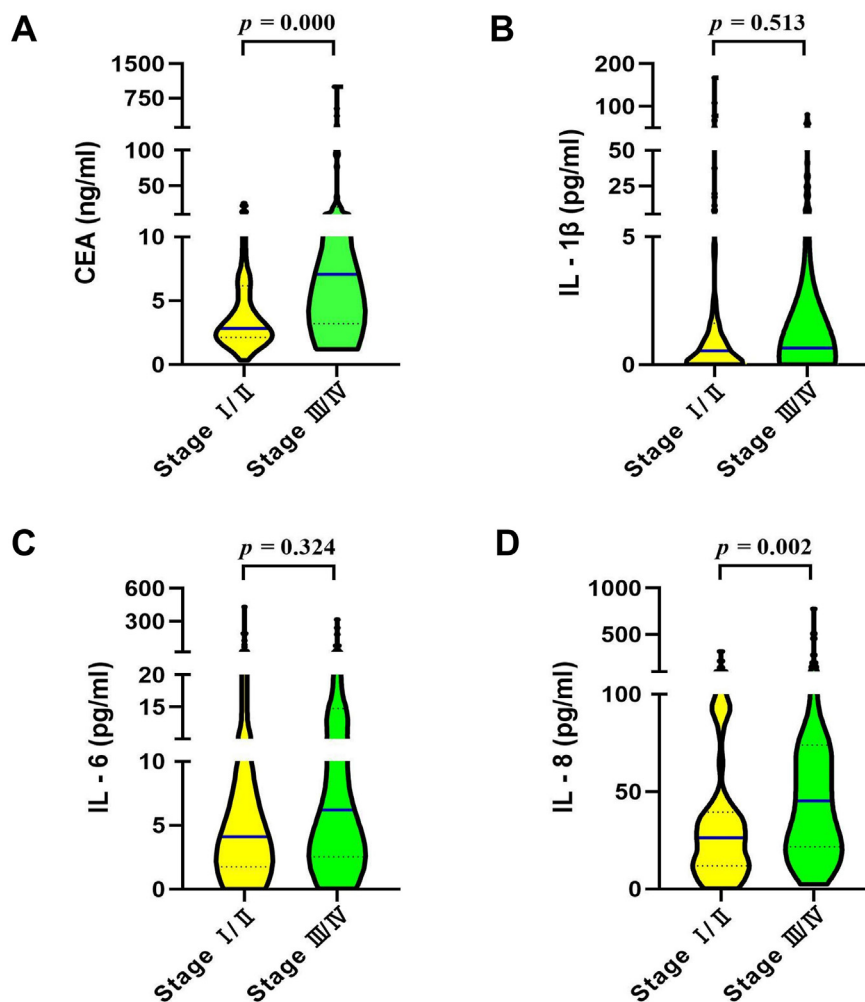 A
p = 0.000
1500
750
100
50
10
5
0
CEA (ng/ml)
Stage Ⅰ/Ⅱ
Stage Ⅲ/Ⅳ
B
p = 0.513
200
100
50
25
5
0
IL - 1β (pg/ml)
Stage Ⅰ/Ⅱ
Stage Ⅲ/Ⅳ
C
p = 0.324
600
300
20
15
10
5
0
IL - 6 (pg/ml)
Stage Ⅰ/Ⅱ
Stage Ⅲ/Ⅳ
D
p = 0.002
1000
500
100
50
0
IL - 8 (pg/ml)
Stage Ⅰ/Ⅱ
Stage Ⅲ/Ⅳ